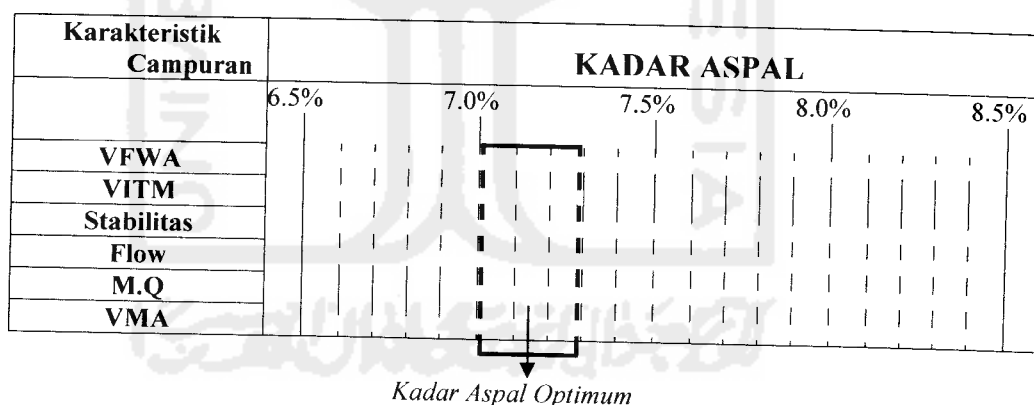 Karakteristik
Campuran
KADAR ASPAL
6.5% 7.0% 7.5% 8.0% 8.5%
VFWA
VITM
Stabilitas
Flow
M.Q
VMA
Kadar Aspal Optimum